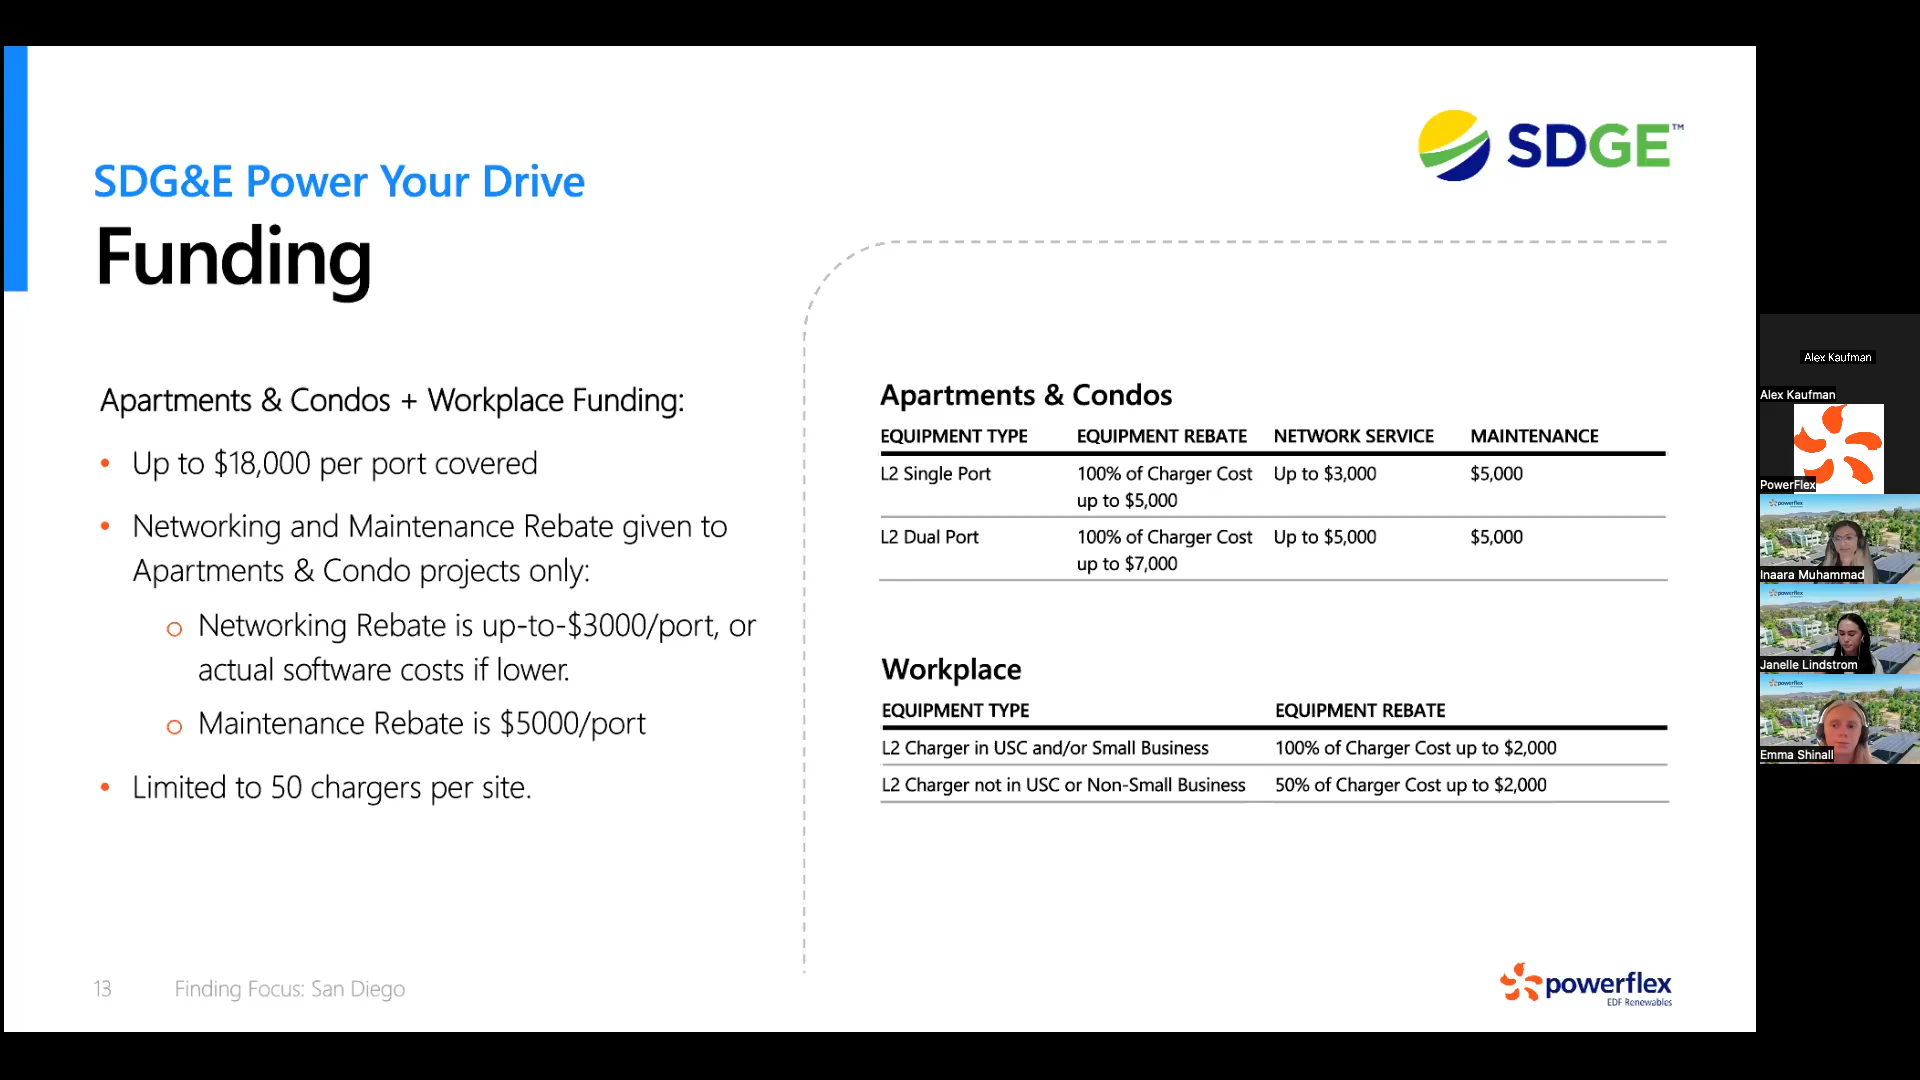 SDGE™
SDG&E Power Your Drive
Funding
Apartments & Condos + Workplace Funding:
• Up to $18,000 per port covered
• Networking and Maintenance Rebate given to
Apartments & Condo projects only:
o Networking Rebate is up-to-$3000/port, or
actual software costs if lower.
o Maintenance Rebate is $5000/port
• Limited to 50 chargers per site.
Apartments & Condos
EQUIPMENT TYPE EQUIPMENT REBATE NETWORK SERVICE MAINTENANCE
L2 Single Port 100% of Charger Cost Up to $3,000 $5,000
up to $5,000
L2 Dual Port 100% of Charger Cost Up to $5,000 $5,000
up to $7,000
Workplace
EQUIPMENT TYPE EQUIPMENT REBATE
L2 Charger in USC and/or Small Business 100% of Charger Cost up to $2,000
L2 Charger not in USC or Non-Small Business 50% of Charger Cost up to $2,000
13 Finding Focus: San Diego
powerflex
EDF Renewables
Alex Kaufman
Alex Kaufman
PowerFlex
powerflex
Inaara Muhammad
powerflex
Janelle Lindstrom
powerflex
Emma Shinall